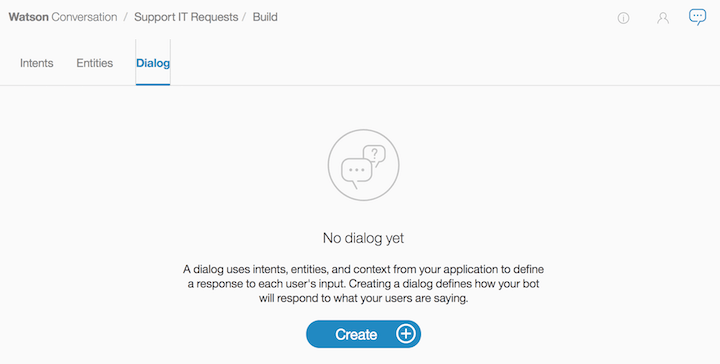 Watson Conversation / Support IT Requests / Build
Intents Entities Dialog
?
No dialog yet
A dialog uses intents, entities, and context from your application to define
a response to each user's input. Creating a dialog defines how your bot
will respond to what your users are saying.
Create